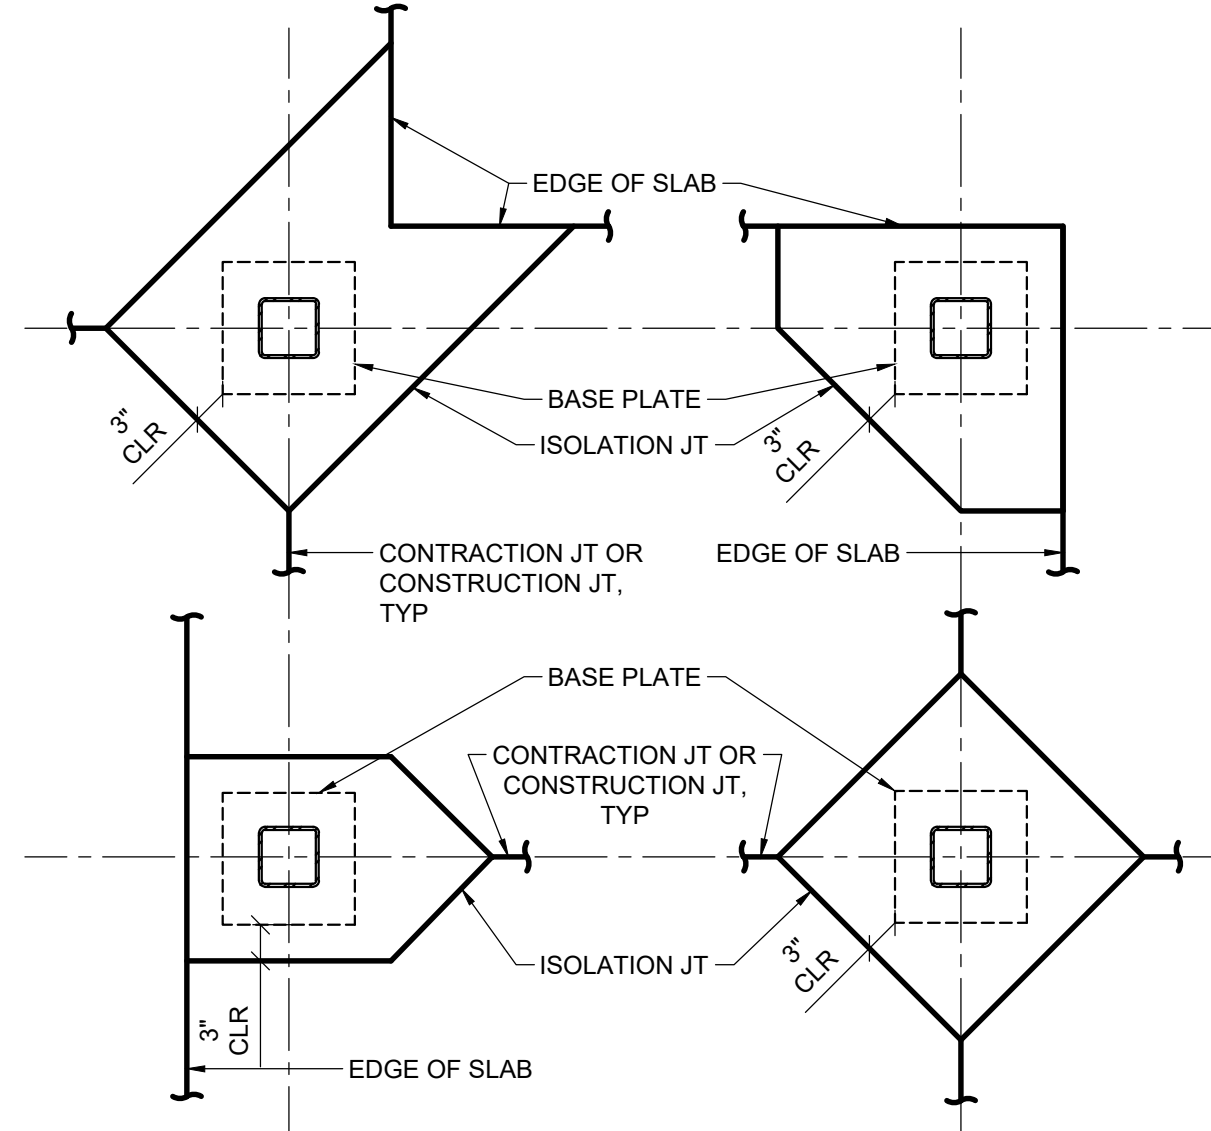 EDGE OF SLAB
BASE PLATE
3"
CLR
3"
CLR
ISOLATION JT
CONTRACTION JT OR
CONSTRUCTION JT,
TYP
EDGE OF SLAB
BASE PLATE
CONTRACTION JT OR
CONSTRUCTION JT,
TYP
ISOLATION JT
3"
CLR
3"
CLR
EDGE OF SLAB